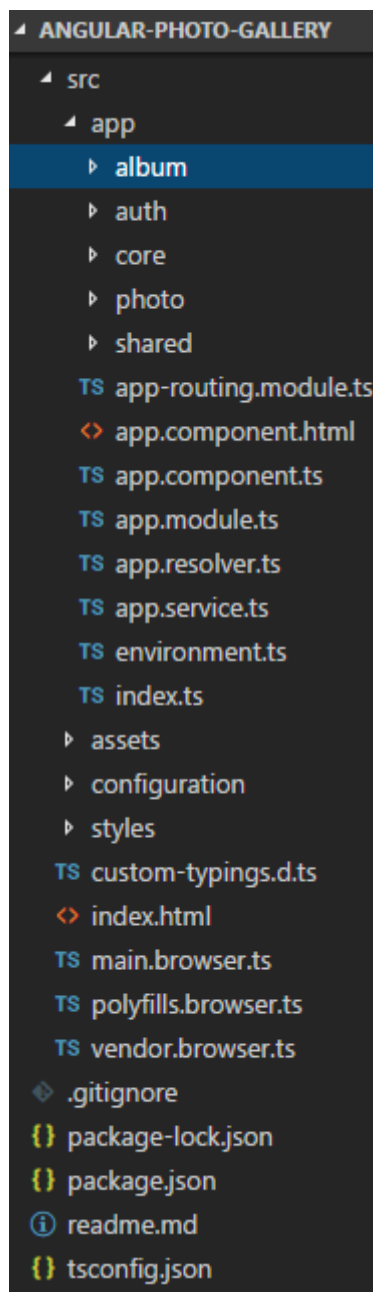 ANGULAR-PHOTO-GALLERY
src
app
album
auth
core
photo
shared
TS app-routing.module.ts
<> app.component.html
TS app.component.ts
TS app.module.ts
TS app.resolver.ts
TS app.service.ts
TS environment.ts
TS index.ts
assets
configuration
styles
TS custom-typings.d.ts
<> index.html
TS main.browser.ts
TS polyfills.browser.ts
TS vendor.browser.ts
.gitignore
{} package-lock.json
{} package.json
readme.md
{} tsconfig.json